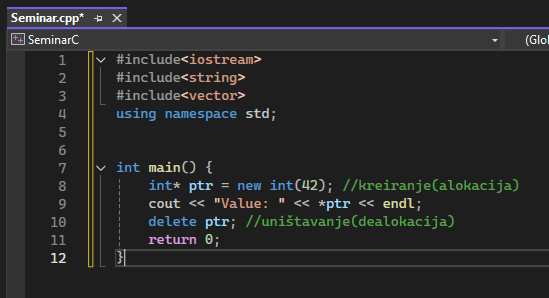 Seminar.cpp*
SeminarC
(Glol
1 #include<iostream>
2 #include<string>
3 #include<vector>
4 using namespace std;
5
6
7 int main() {
8 int* ptr = new int(42); //kreiranje(alokacija)
9 cout << "Value: " << *ptr << endl;
10 delete ptr; //uništavanje(dealokacija)
11 return 0;
12 }